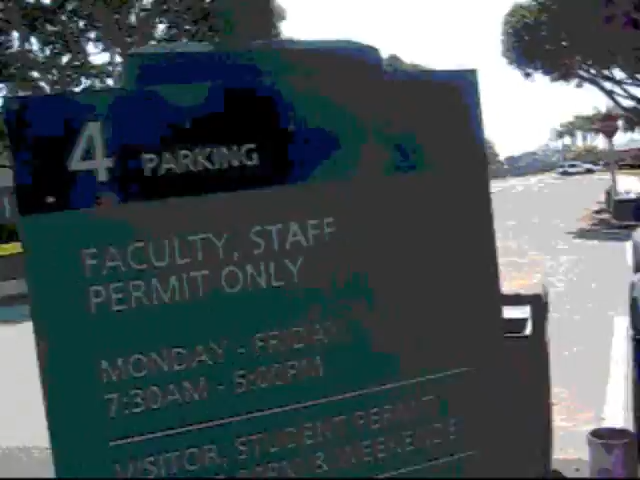 4 PARKING
FACULTY, STAFF
PERMIT ONLY
MONDAY - FRIDAY
7:30AM - 5:00PM
VISITOR, STUDENT PERMIT
& WEEKENDS